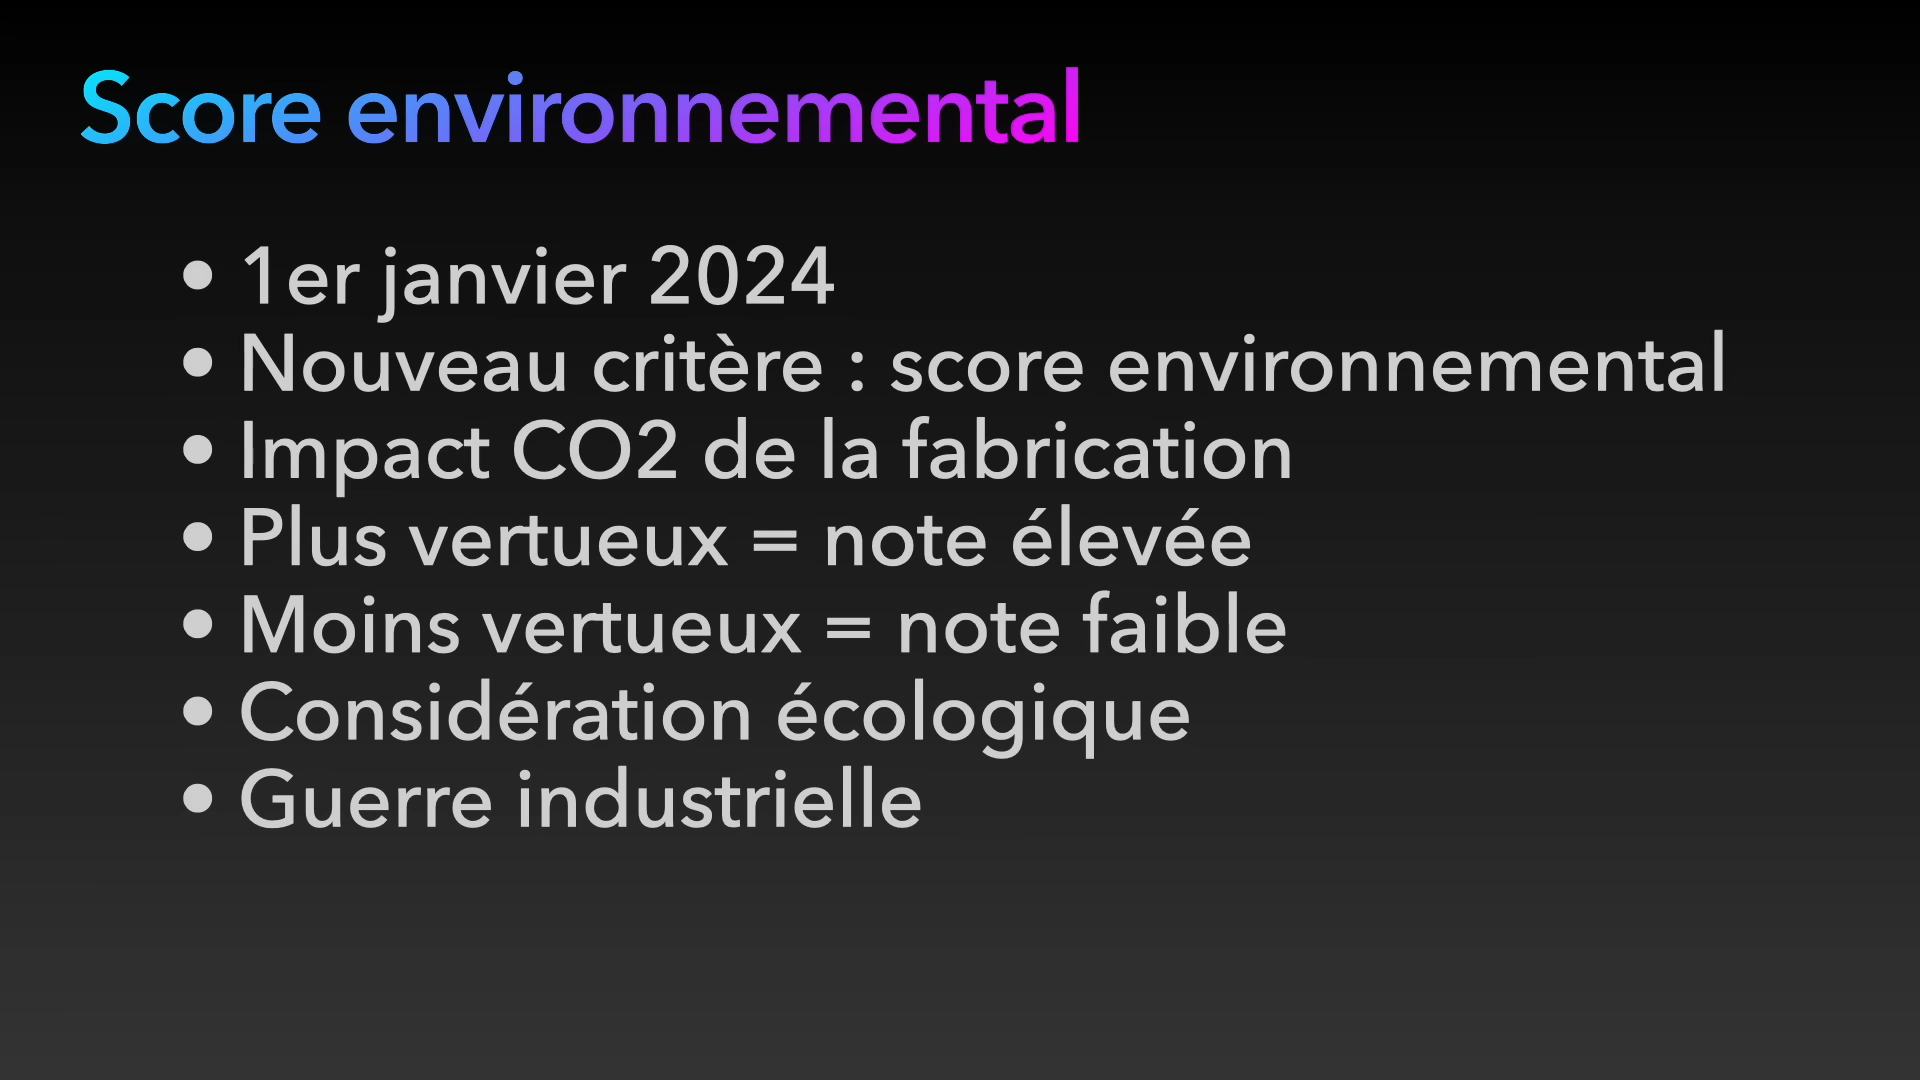 Score environnemental
• 1er janvier 2024
• Nouveau critère : score environnemental
• Impact CO2 de la fabrication
• Plus vertueux = note élevée
• Moins vertueux = note faible
• Considération écologique
• Guerre industrielle